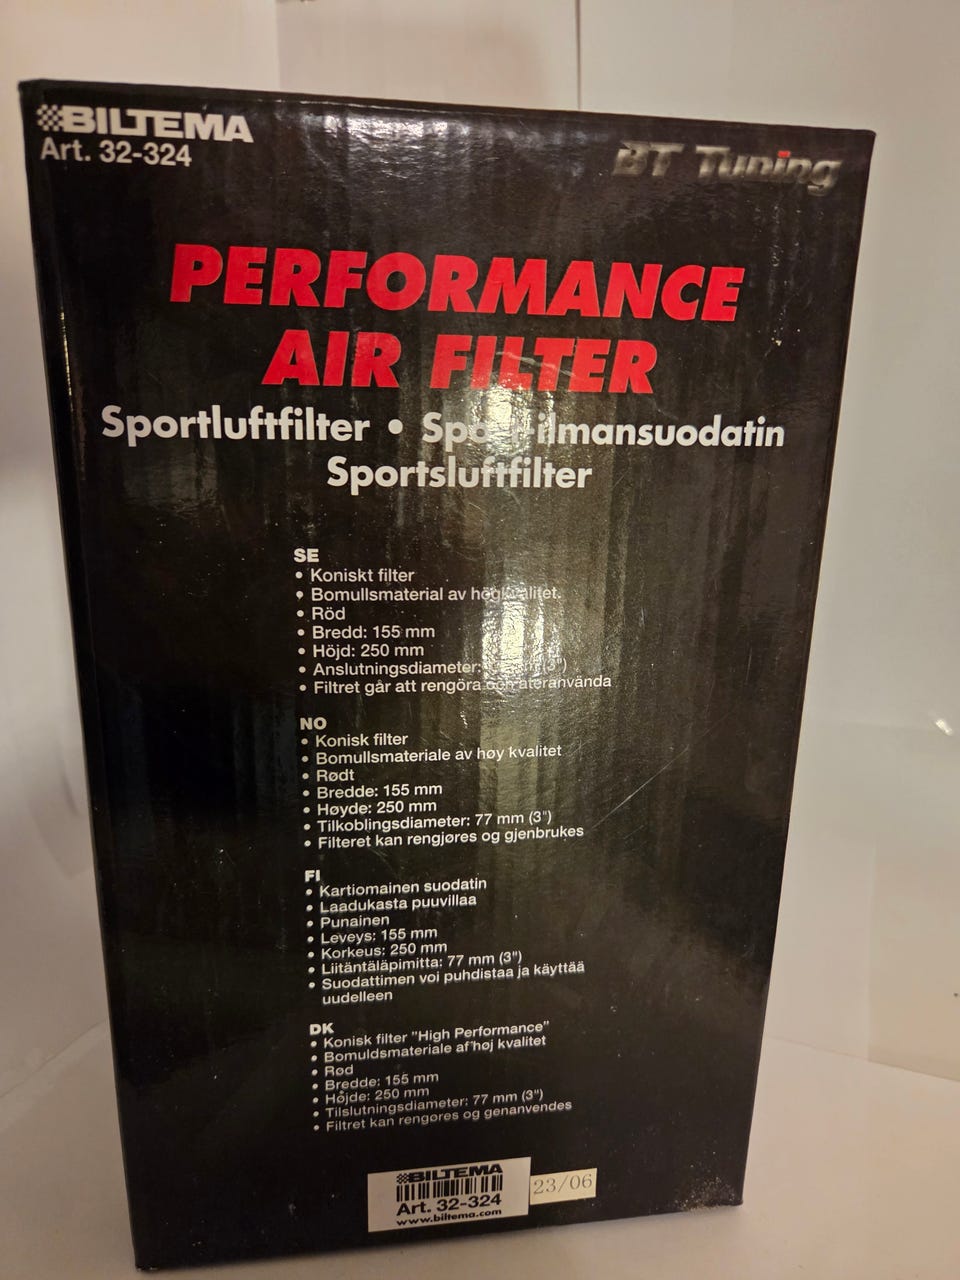 BILTEMA
Art. 32-324
BT Tuning
PERFORMANCE
AIR FILTER
Sportluftfilter • ilmansuodatin
Sportsluftfilter
SE
• Koniskt filter
• Bomullsmaterial av högkvalitet.
• Röd
• Bredd: 155 mm
• Höjd: 250 mm
• Anslutningsdiameter: (3")
• Filtret går att rengöra och återanvända
NO
• Konisk filter
• Bomullsmateriale av høy kvalitet
• Rødt
• Bredde: 155 mm
• Høyde: 250 mm
• Tilkoblingsdiameter: 77 mm (3")
• Filteret kan rengjøres og gjenbrukes
FI
• Kartiomainen suodatin
• Laadukasta puuvillaa
• Punainen
• Leveys: 155 mm
• Korkeus: 250 mm
• Liitäntäläpimitta: 77 mm (3")
• Suodattimen voi puhdistaa ja käyttää
uudelleen
DK
• Konisk filter "High Performance"
• Bomuldsmateriale af høj kvalitet
• Rød
• Bredde: 155 mm
• Højde: 250 mm
• Tilslutningsdiameter: 77 mm (3")
• Filtret kan rengøres og genanvendes
BILTEMA
Art. 32-324
www.biltema.com
23/06